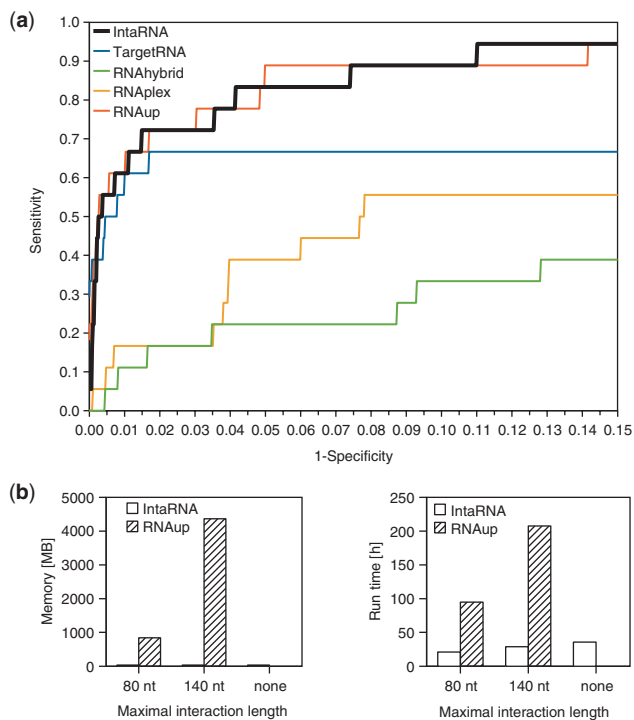 (a)
1.0
0.9
0.8
0.7
0.6
0.5
0.4
0.3
0.2
0.1
0.0
Sensitivity
IntaRNA
TargetRNA
RNAhybrid
RNAplex
RNAup
0.00 0.01 0.02 0.03 0.04 0.05 0.06 0.07 0.08 0.09 0.10 0.11 0.12 0.13 0.14 0.15
1-Specificity
(b)
5000
4000
3000
2000
1000
0
Memory [MB]
IntaRNA
RNAup
80 nt 140 nt none
Maximal interaction length
250
200
150
100
50
0
Run time [h]
IntaRNA
RNAup
80 nt 140 nt none
Maximal interaction length